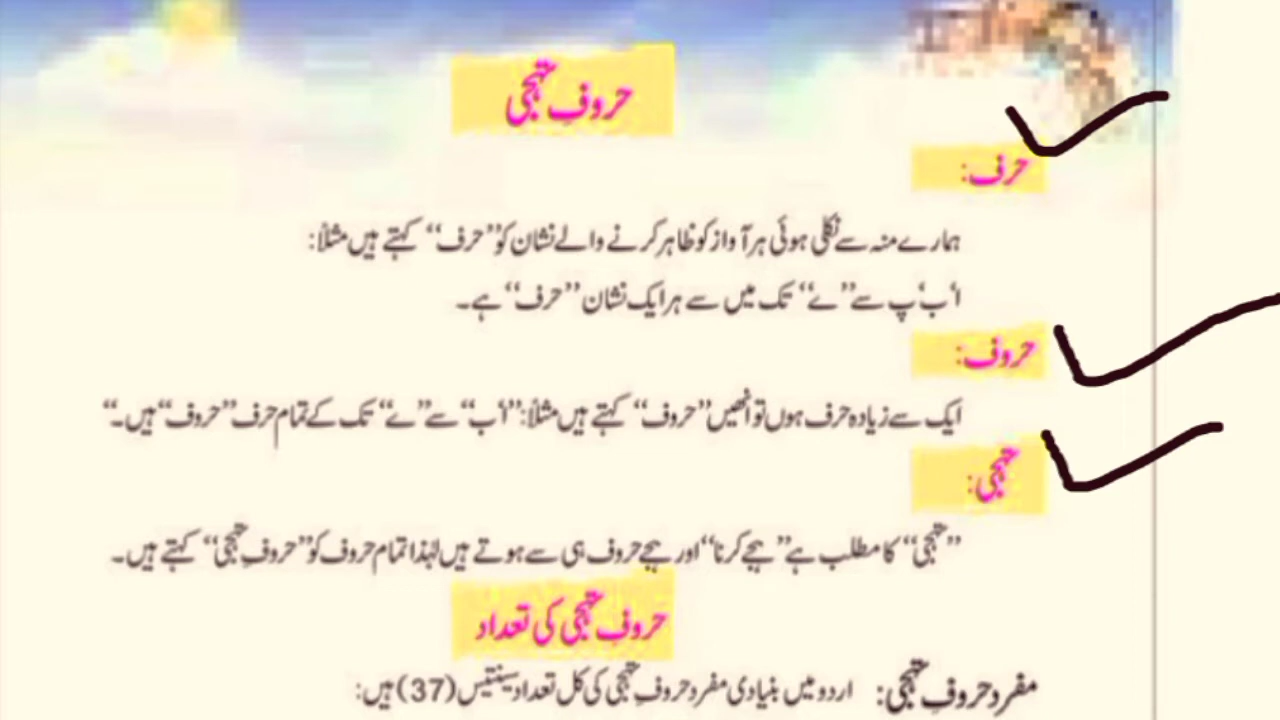 حروفِ تہجی
حرف:
ہمارے منہ سے نکلی ہوئی ہر آواز کو ظاہر کرنے والے نشان کو ”حرف“ کہتے ہیں مثلاً:
ا‘ ب‘ پ سے ”ے“ تک میں سے ہر ایک نشان ”حرف“ ہے۔
حروف:
ایک سے زیادہ حرف ہوں تو انھیں ”حروف“ کہتے ہیں مثلاً: ”ا‘ ب“ سے ”ے“ تک کے تمام حرف ”حروف“ ہیں۔“
تہجی:
”تہجی“ کا مطلب ہے ”ہجے کرنا“ اور ہجے حروف ہی سے ہوتے ہیں لہٰذا تمام حروف کو ”حروفِ تہجی“ کہتے ہیں۔
حروفِ تہجی کی تعداد
مفرد حروفِ تہجی: اردو میں بنیادی مفرد حروفِ تہجی کی کل تعداد سینتیس (37) ہیں: